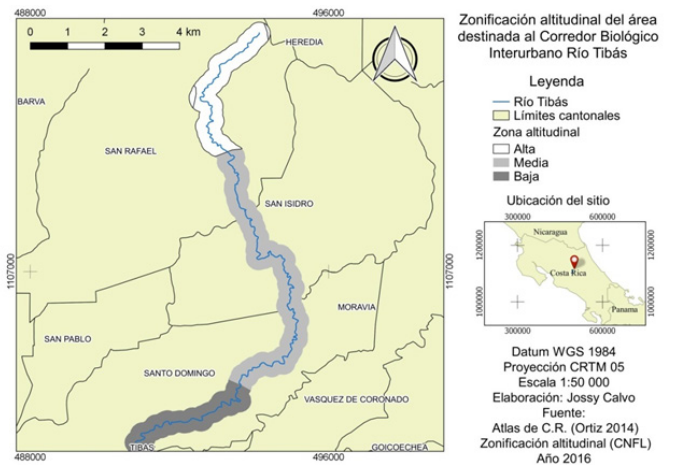 488000
496000
0 1 2 3 4 km
HEREDIA
BARVA
SAN RAFAEL
SAN ISIDRO
1107000
1107000
MORAVIA
SAN PABLO
SANTO DOMINGO
VASQUEZ DE CORONADO
TIBAS
GOICOECHEA
488000
496000
Zonificación altitudinal del área
destinada al Corredor Biológico
Interurbano Río Tibás
Leyenda
Río Tibás
Límites cantonales
Zona altitudinal
Alta
Media
Baja
Ubicación del sitio
300000 600000
1200000
1200000
Nicaragua
Costa Rica
1000000
1000000
Panama
300000 600000
Datum WGS 1984
Proyección CRTM 05
Escala 1:50 000
Elaboración: Jossy Calvo
Fuente:
Atlas de C.R. (Ortiz 2014)
Zonificación altitudinal (CNFL)
Año 2016